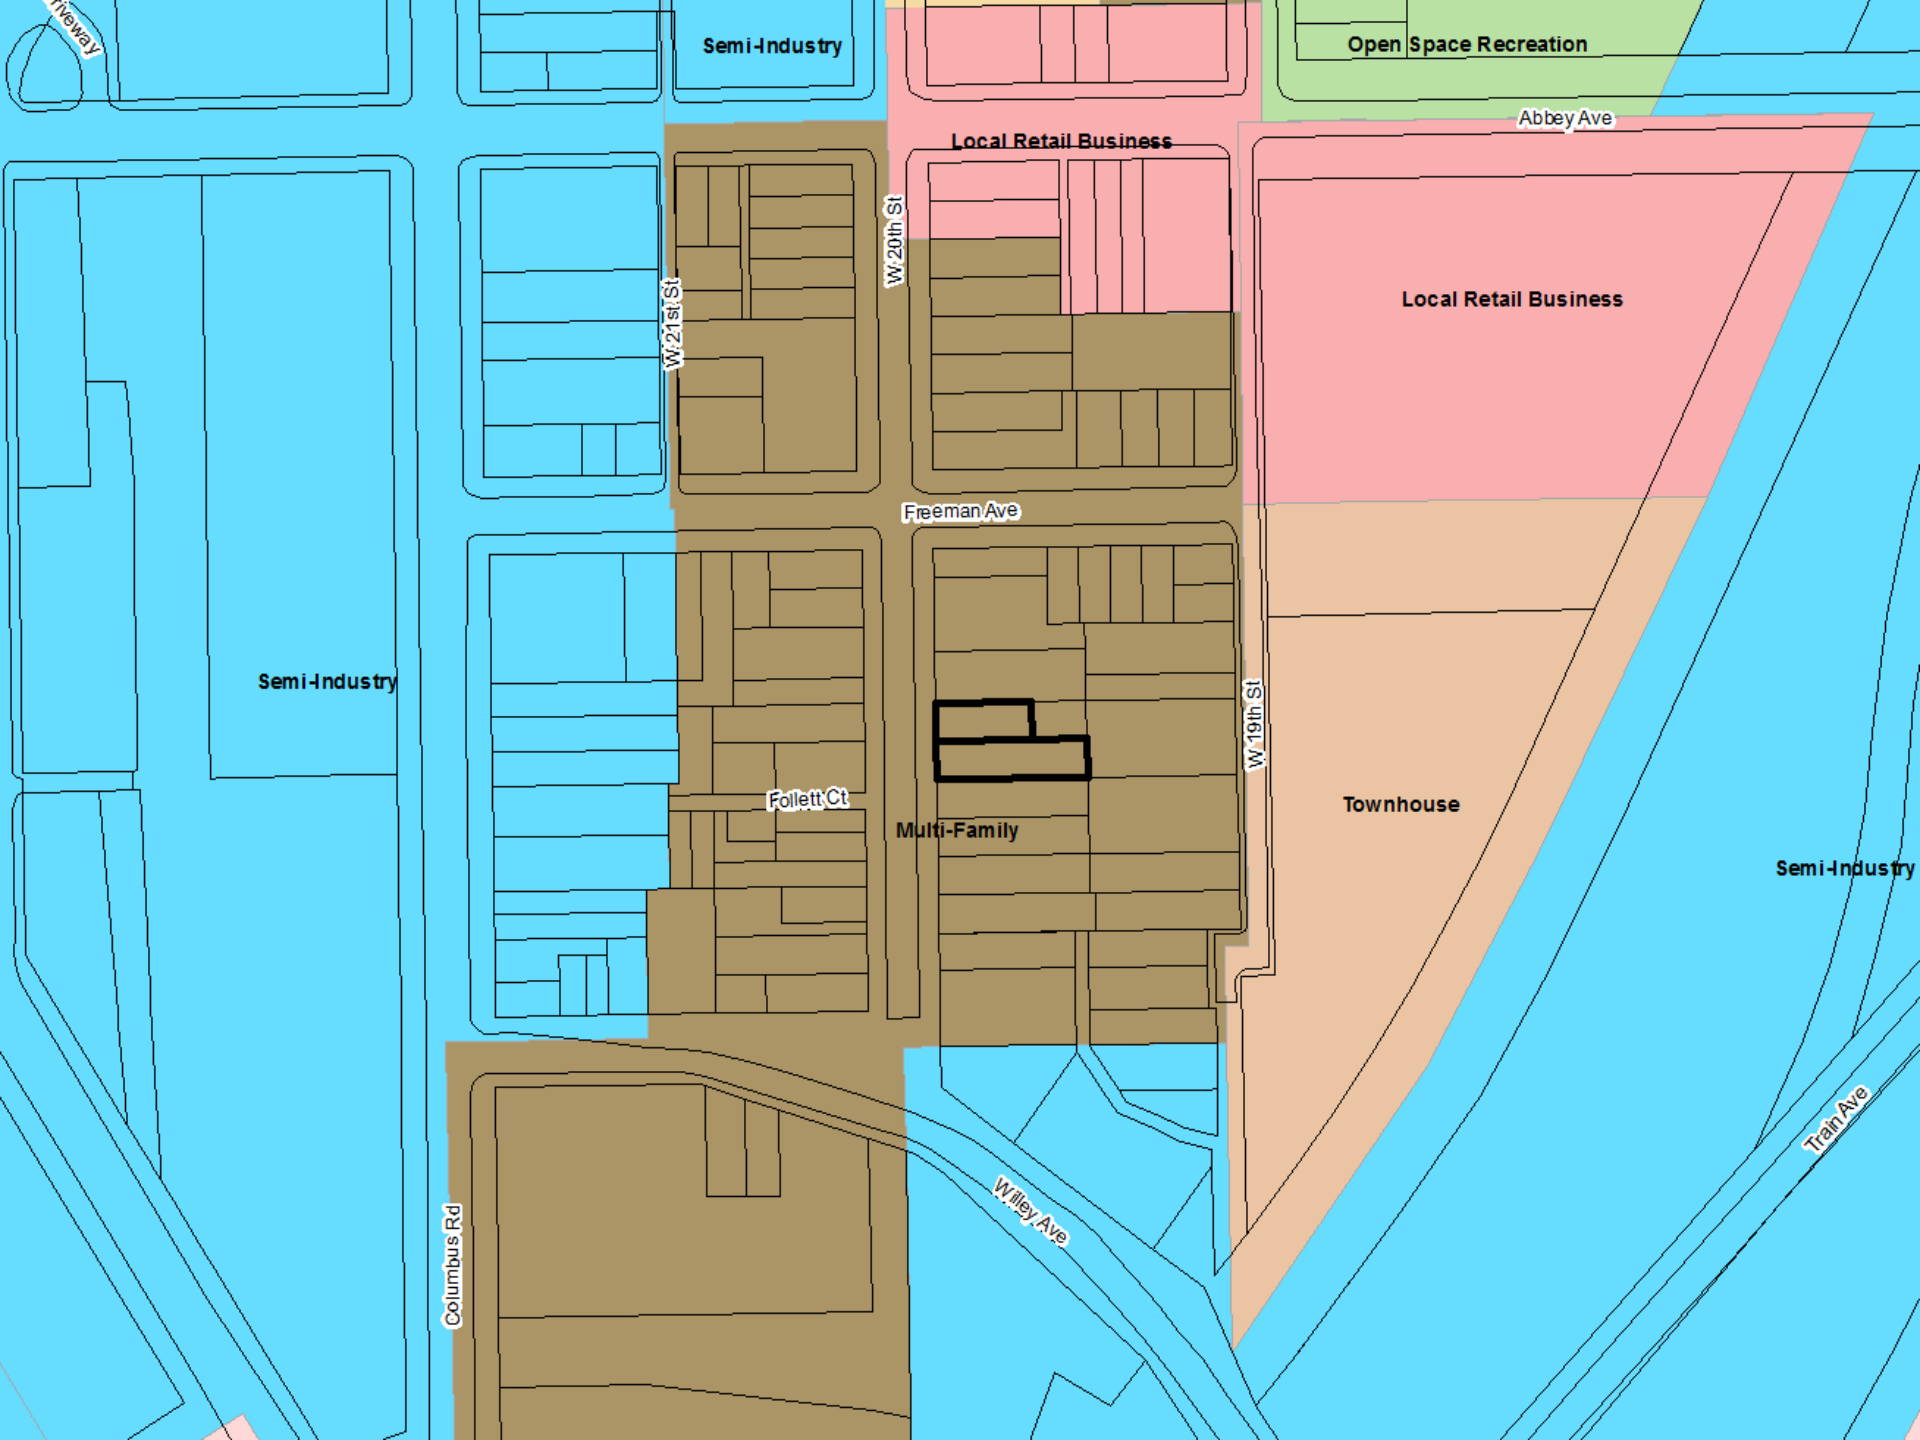 riveway
Semi-Industry
Open Space Recreation
Abbey Ave
Local Retail Business
W 20th St
W 21st St
Local Retail Business
Freeman Ave
Semi-Industry
W 19th St
Follett Ct
Townhouse
Multi-Family
Semi-Industry
Train Ave
Willey Ave
Columbus Rd